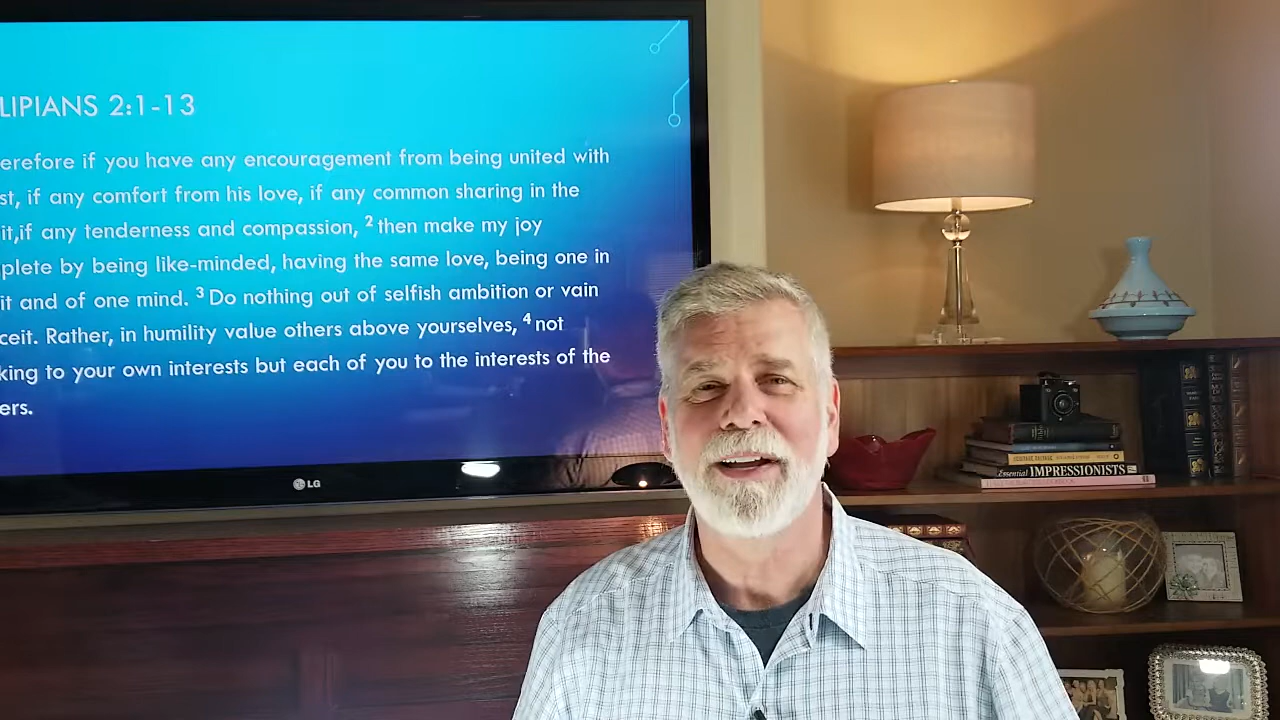 LIPIANS 2:1-13
erefore if you have any encouragement from being united with
st, if any comfort from his love, if any common sharing in the
it,if any tenderness and compassion, 2 then make my joy
plete by being like-minded, having the same love, being one in
it and of one mind. 3 Do nothing out of selfish ambition or vain
ceit. Rather, in humility value others above yourselves, 4 not
king to your own interests but each of you to the interests of the
ers.
LG
Essential IMPRESSIONISTS